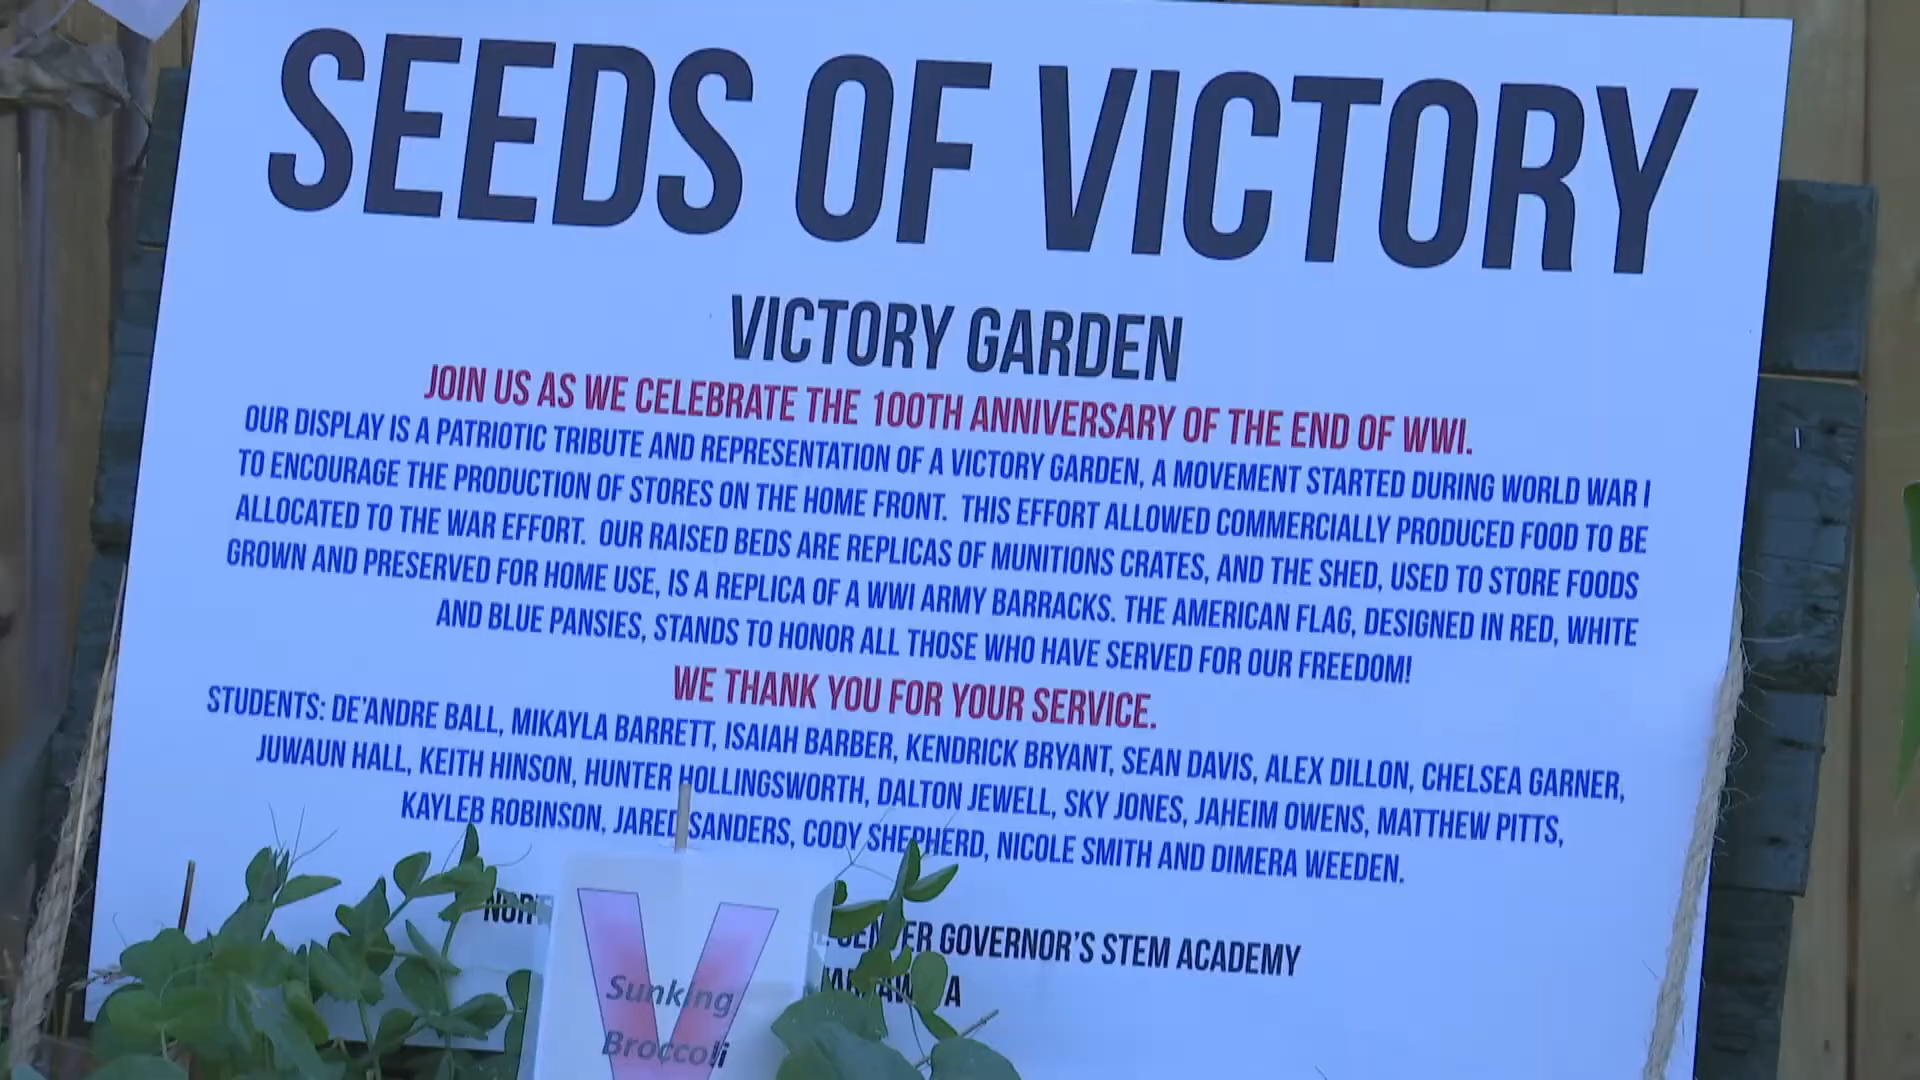 SEEDS OF VICTORY
VICTORY GARDEN
JOIN US AS WE CELEBRATE THE 100TH ANNIVERSARY OF THE END OF WWI.
OUR DISPLAY IS A PATRIOTIC TRIBUTE AND REPRESENTATION OF A VICTORY GARDEN, A MOVEMENT STARTED DURING WORLD WAR I
TO ENCOURAGE THE PRODUCTION OF STORES ON THE HOME FRONT. THIS EFFORT ALLOWED COMMERCIALLY PRODUCED FOOD TO BE
ALLOCATED TO THE WAR EFFORT. OUR RAISED BEDS ARE REPLICAS OF MUNITIONS CRATES, AND THE SHED, USED TO STORE FOODS
GROWN AND PRESERVED FOR HOME USE, IS A REPLICA OF A WWI ARMY BARRACKS. THE AMERICAN FLAG, DESIGNED IN RED, WHITE
AND BLUE PANSIES, STANDS TO HONOR ALL THOSE WHO HAVE SERVED FOR OUR FREEDOM!
WE THANK YOU FOR YOUR SERVICE.
STUDENTS: DE'ANDRE BALL, MIKAYLA BARRETT, ISAIAH BARBER, KENDRICK BRYANT, SEAN DAVIS, ALEX DILLON, CHELSEA GARNER,
JUWAUN HALL, KEITH HINSON, HUNTER HOLLINGSWORTH, DALTON JEWELL, SKY JONES, JAHEIM OWENS, MATTHEW PITTS,
KAYLEB ROBINSON, JARED SANDERS, CODY SHEPHERD, NICOLE SMITH AND DIMERA WEEDEN.
CENTER GOVERNOR'S STEM ACADEMY
V
Sunking
Broccoli